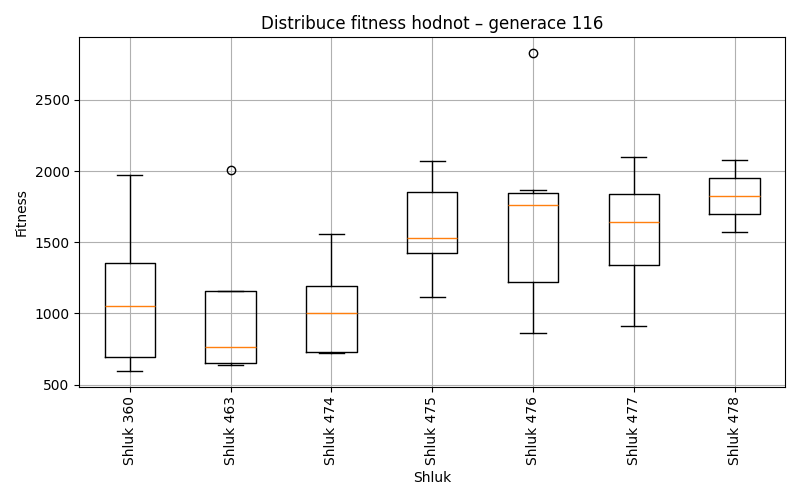 Distribuce fitness hodnot – generace 116
Fitness
2500
2000
1500
1000
500
Shluk 360
Shluk 463
Shluk 474
Shluk 475
Shluk 476
Shluk 477
Shluk 478
Shluk